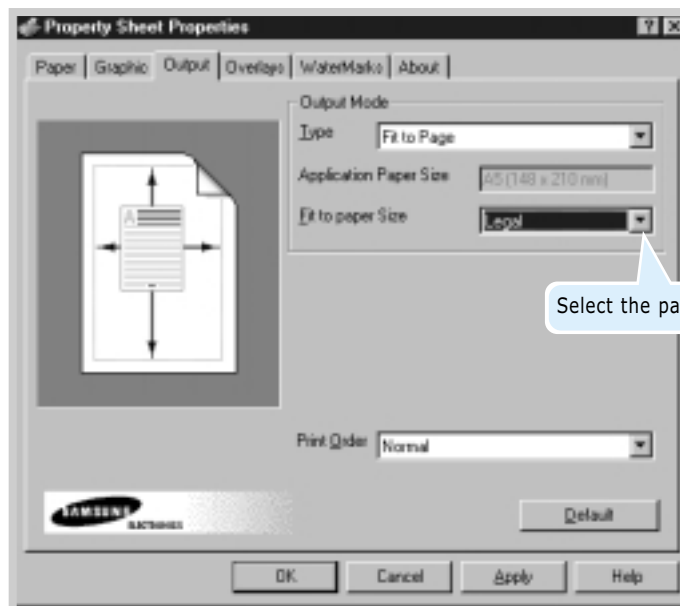 Property Sheet Properties
Paper Graphic Output Overlays WaterMarks About
Output Mode
Type Fit to Page
Application Paper Size A5 (148 x 210 mm)
Fit to paper Size Legal
A
Select the pa
Print Order Normal
SAMSUNG
ELECTRONICS
Default
OK Cancel Apply Help